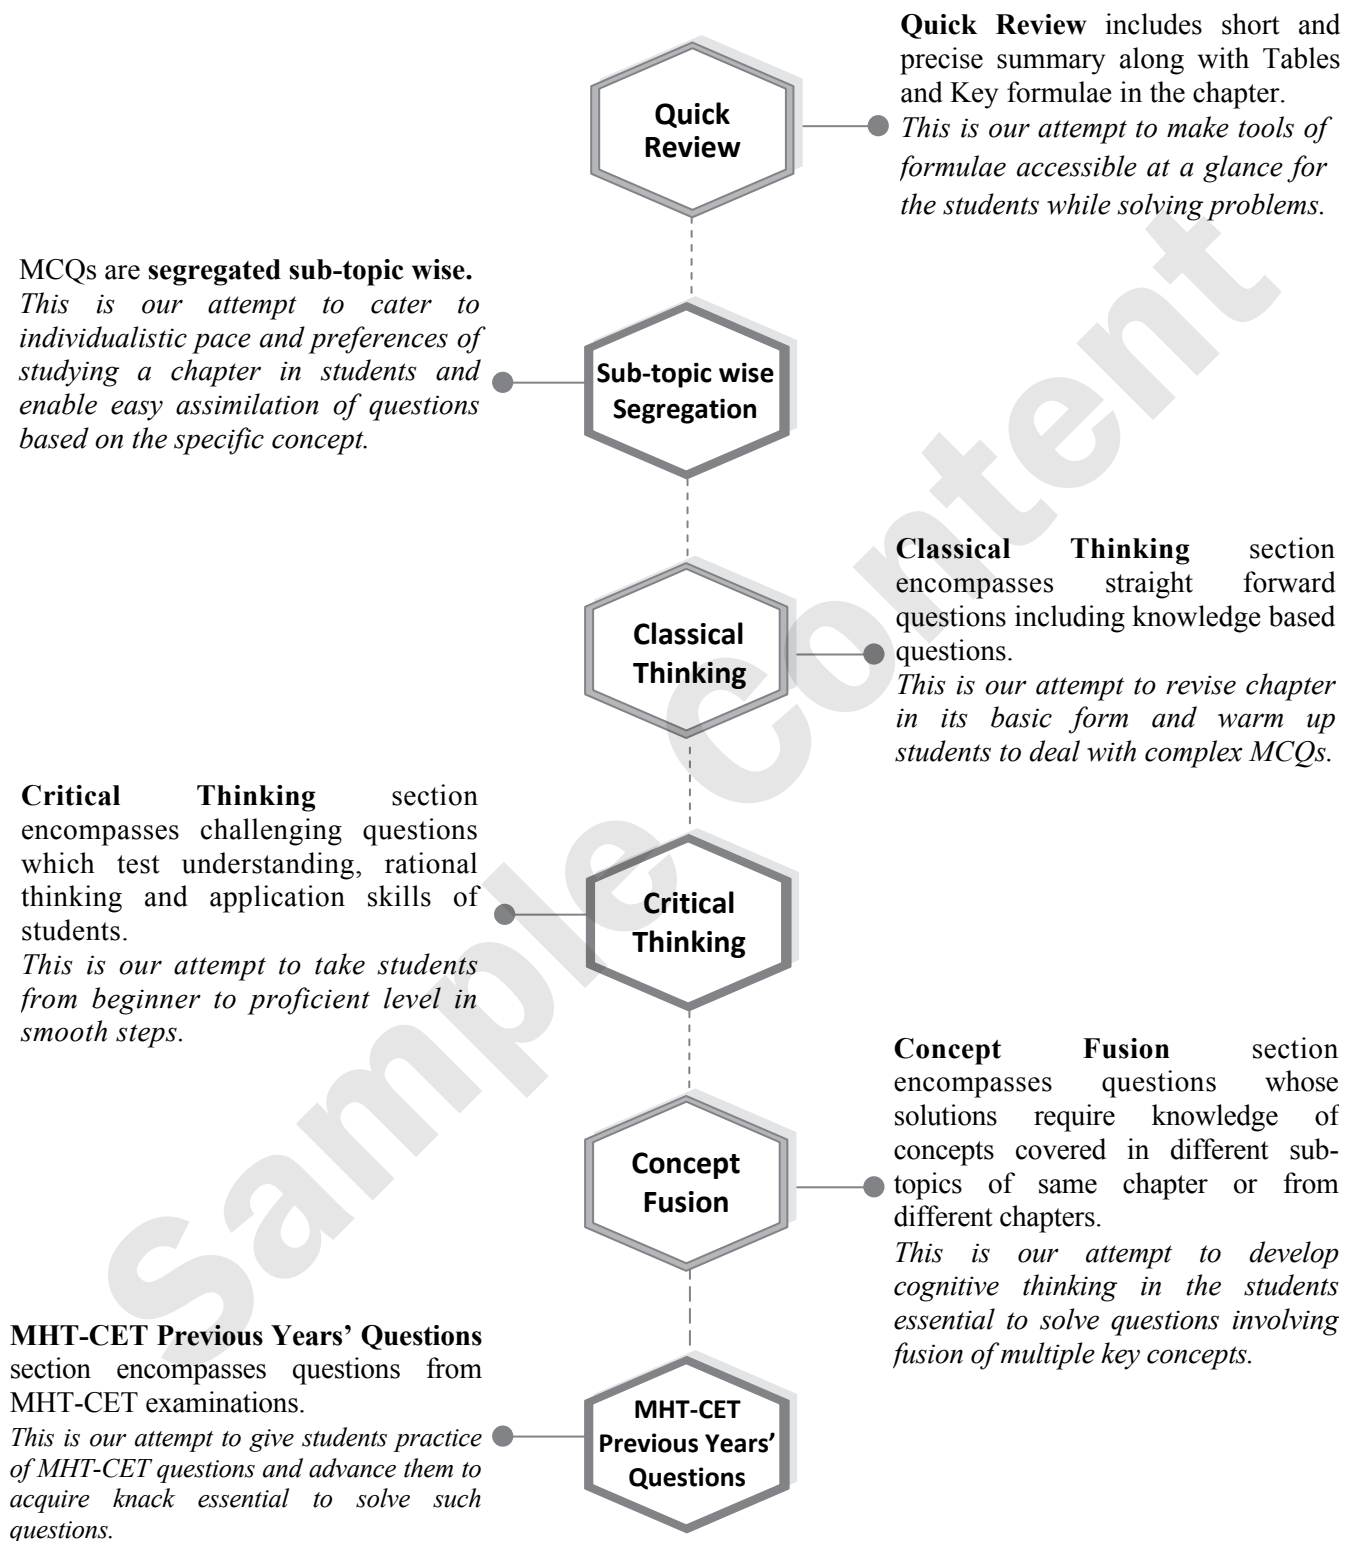 Quick Review includes short and
precise summary along with Tables
and Key formulae in the chapter.
This is our attempt to make tools of
formulae accessible at a glance for
the students while solving problems.
Quick
Review
MCQs are segregated sub-topic wise.
This is our attempt to cater to
individualistic pace and preferences of
studying a chapter in students and
enable easy assimilation of questions
based on the specific concept.
Sub-topic wise
Segregation
Classical Thinking section
encompasses straight forward
questions including knowledge based
questions.
This is our attempt to revise chapter
in its basic form and warm up
students to deal with complex MCQs.
Classical
Thinking
Critical Thinking section
encompasses challenging questions
which test understanding, rational
thinking and application skills of
students.
This is our attempt to take students
from beginner to proficient level in
smooth steps.
Critical
Thinking
Concept Fusion section
encompasses questions whose
solutions require knowledge of
concepts covered in different sub-
topics of same chapter or from
different chapters.
This is our attempt to develop
cognitive thinking in the students
essential to solve questions involving
fusion of multiple key concepts.
Concept
Fusion
MHT-CET Previous Years' Questions
section encompasses questions from
MHT-CET examinations.
This is our attempt to give students practice
of MHT-CET questions and advance them to
acquire knack essential to solve such
questions.
MHT-CET
Previous Years'
Questions
Sample Content